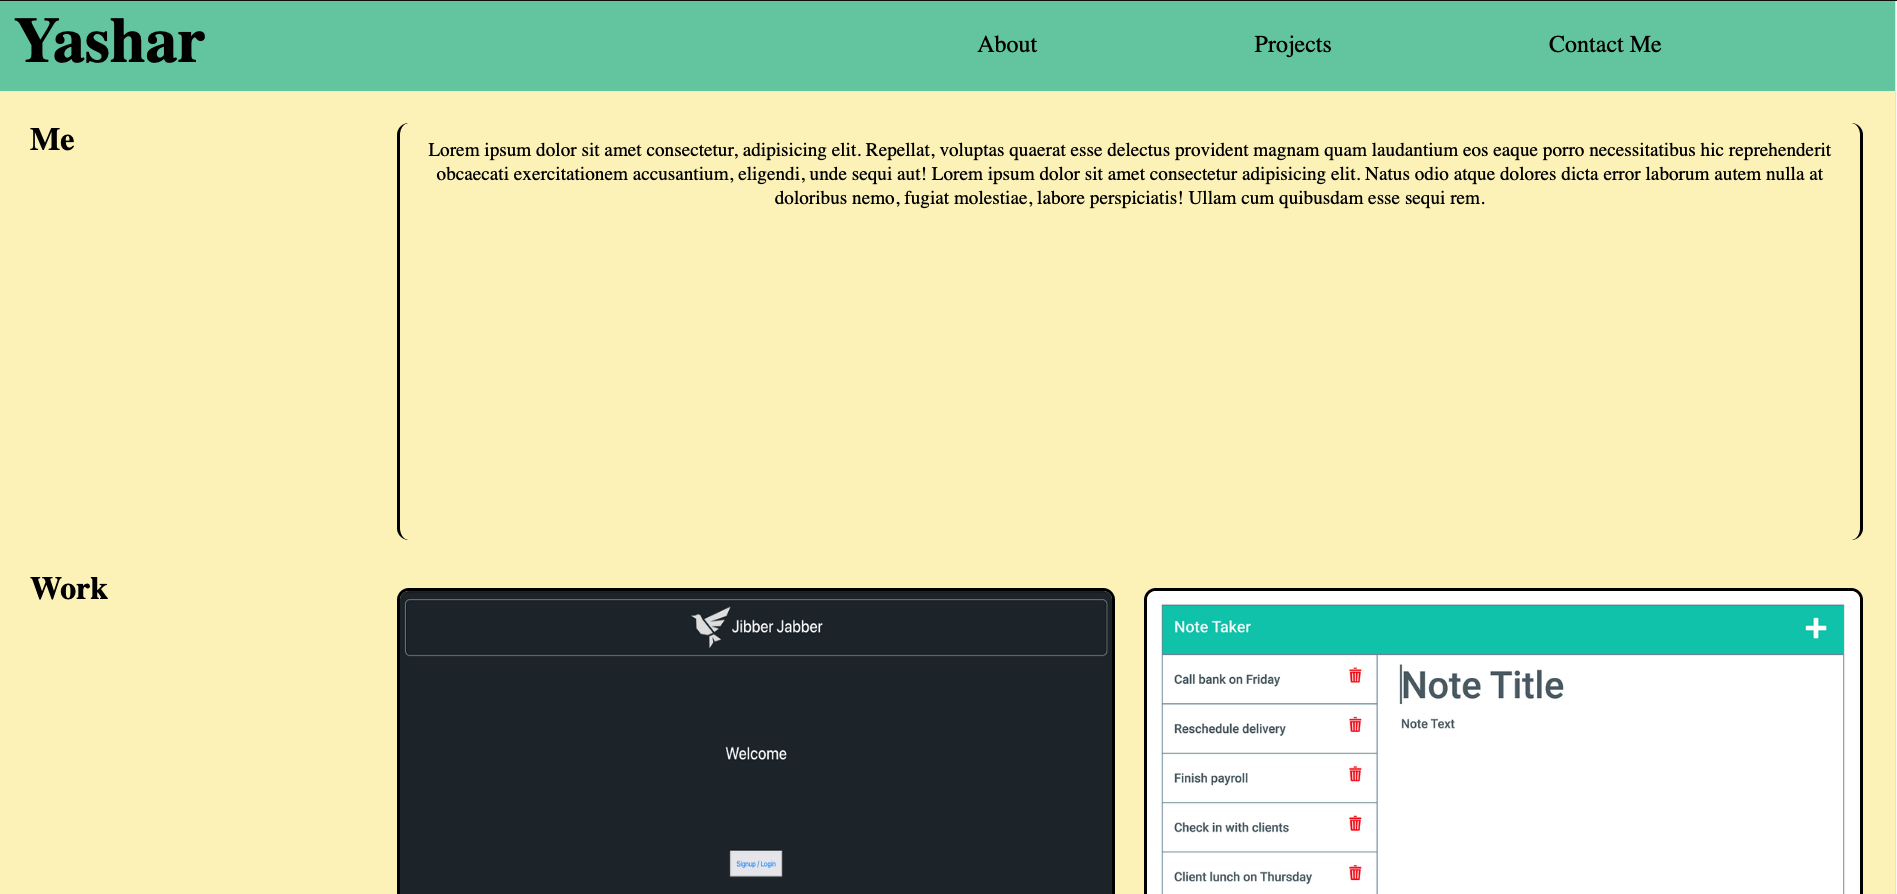 Yashar
About
Projects
Contact Me
Me
Lorem ipsum dolor sit amet consectetur, adipisicing elit. Repellat, voluptas quaerat esse delectus provident magnam quam laudantium eos eaque porro necessitatibus hic reprehenderit
obcaecati exercitationem accusantium, eligendi, unde sequi aut! Lorem ipsum dolor sit amet consectetur adipisicing elit. Natus odio atque dolores dicta error laborum autem nulla at
doloribus nemo, fugiat molestiae, labore perspiciatis! Ullam cum quibusdam esse sequi rem.
Work
Jibber Jabber
Welcome
Signup / Login
Note Taker
Call bank on Friday
Reschedule delivery
Finish payroll
Check in with clients
Client lunch on Thursday
Note Title
Note Text